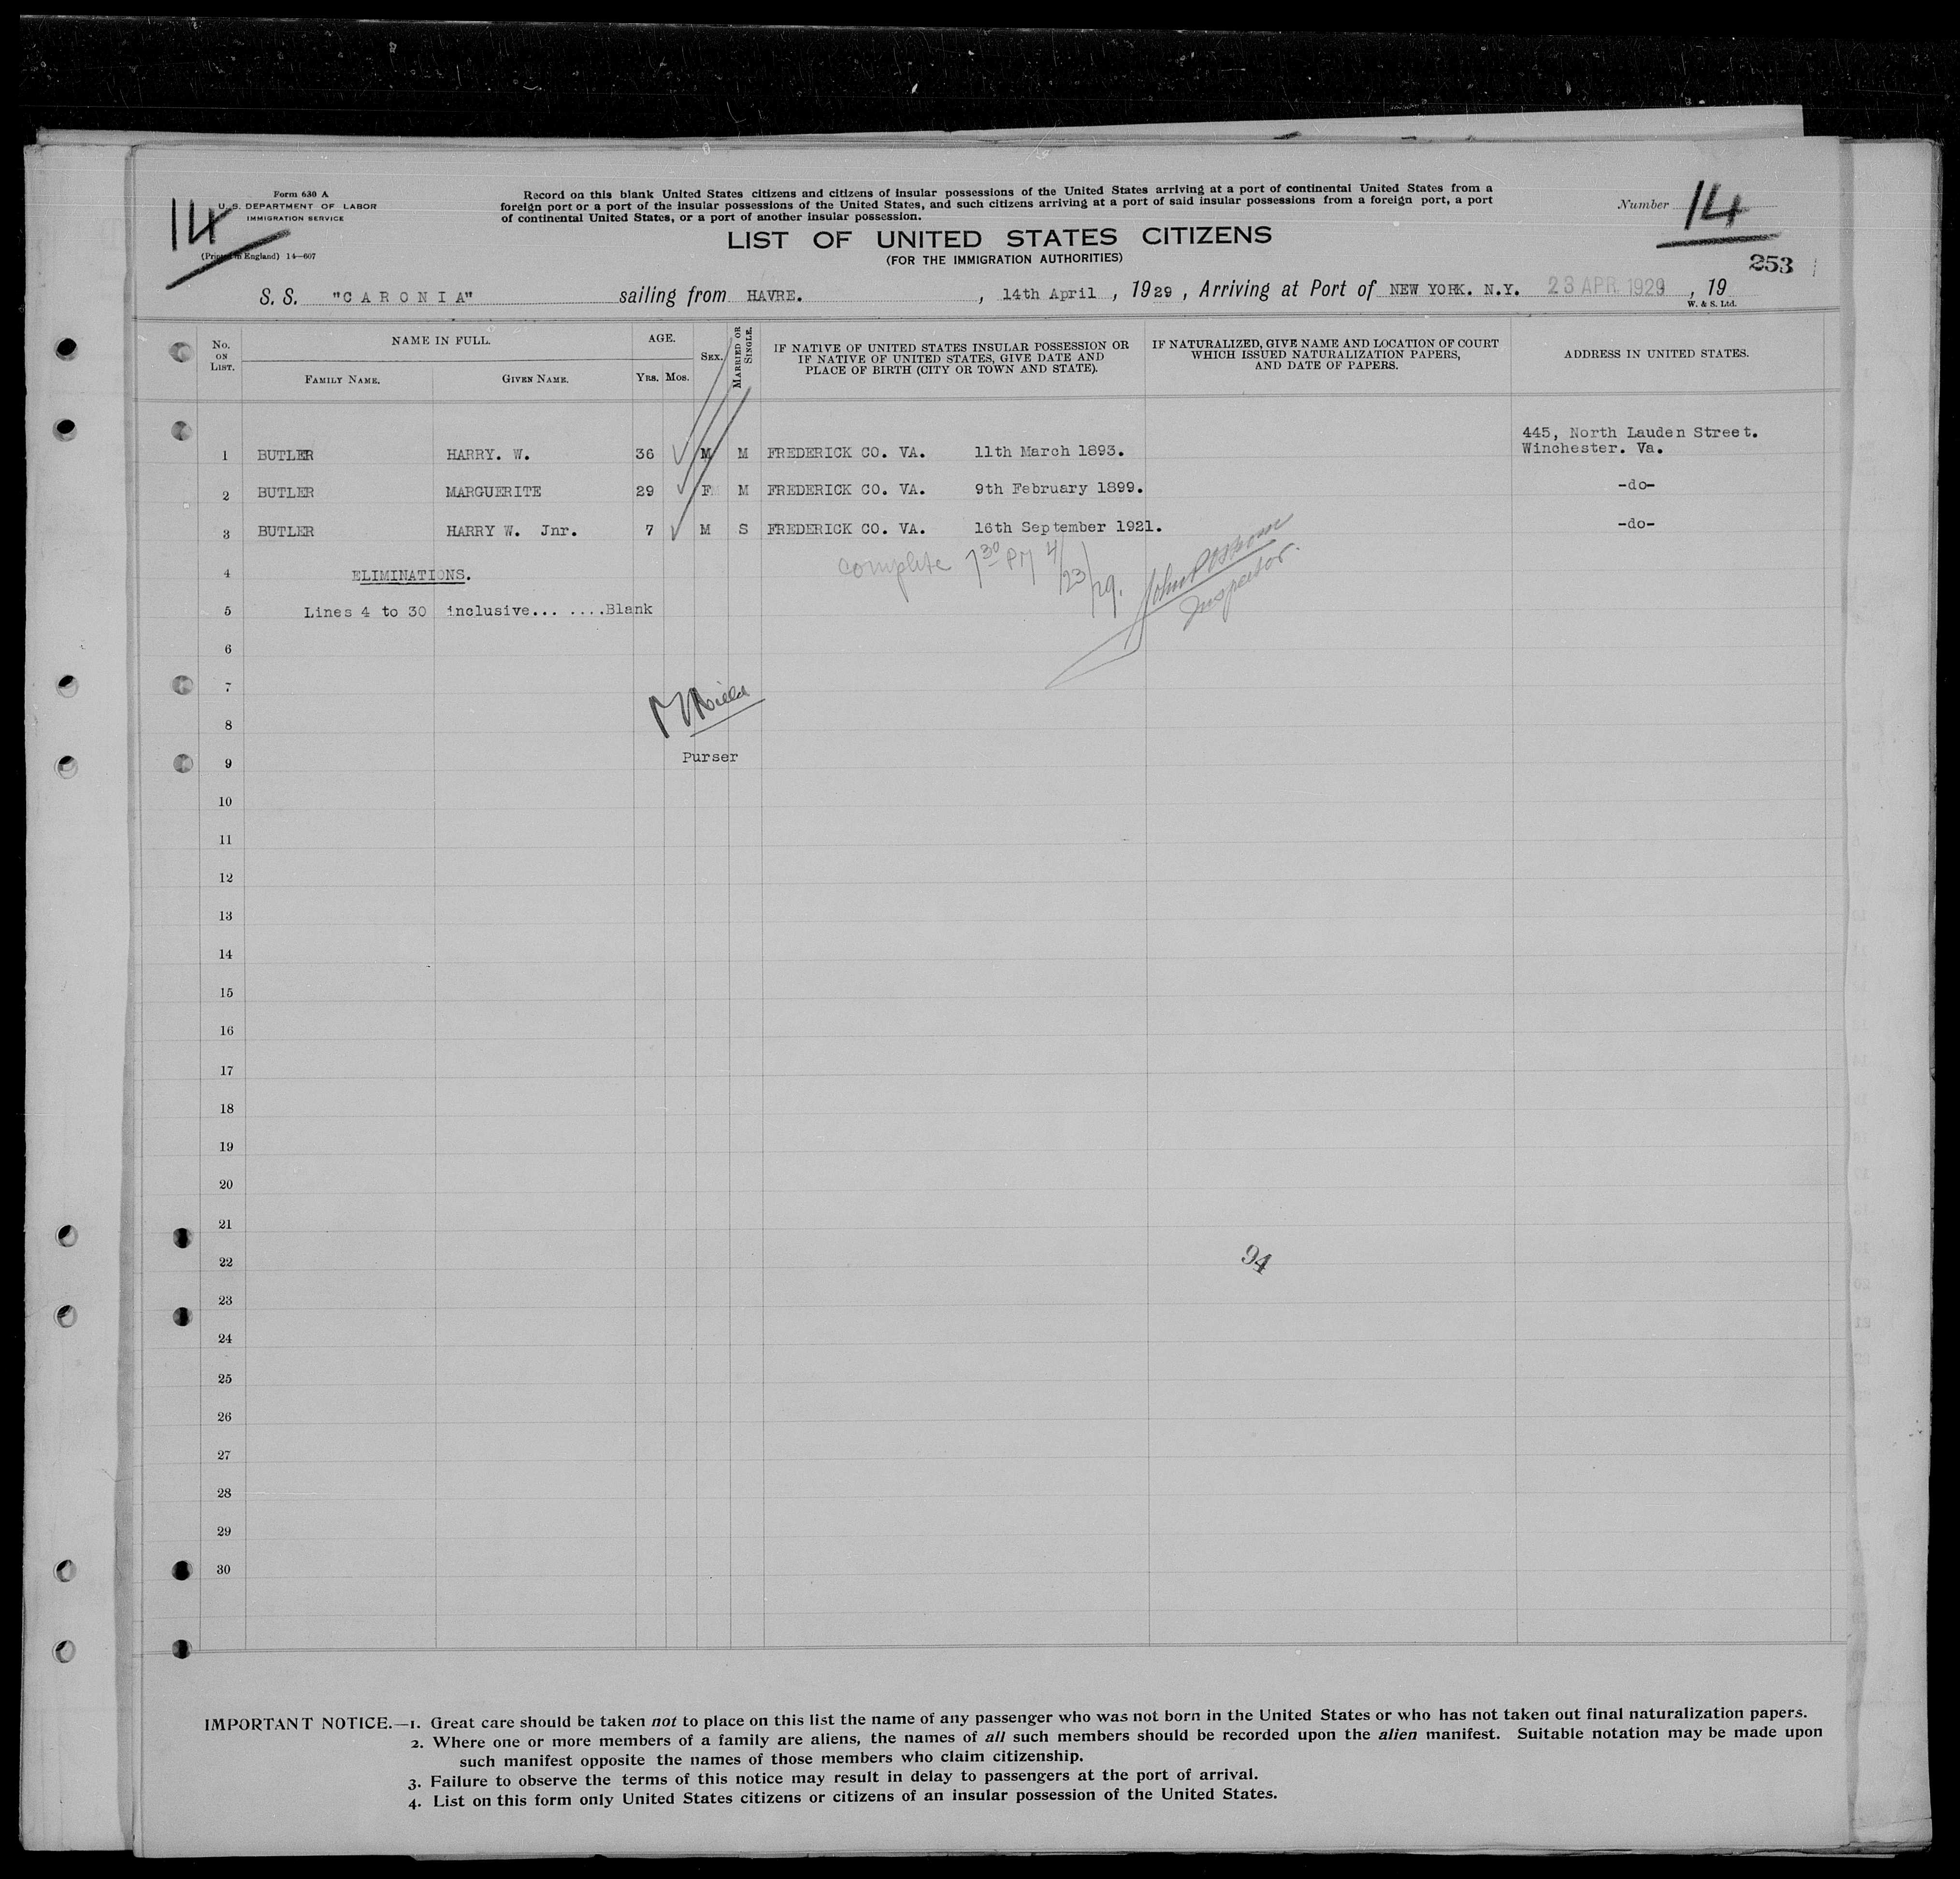 Form 630 A
U. S. DEPARTMENT OF LABOR
IMMIGRATION SERVICE
(Printed in England) 14—607
14
Record on this blank United States citizens and citizens of insular possessions of the United States arriving at a port of continental United States from a
foreign port or a port of the insular possessions of the United States, and such citizens arriving at a port of said insular possessions from a foreign port, a port
of continental United States, or a port of another insular possession.
Number 14
LIST OF UNITED STATES CITIZENS
(FOR THE IMMIGRATION AUTHORITIES)
253
S. S. "CARONIA" sailing from HAVRE. , 14th April , 1929 , Arriving at Port of NEW YORK. N.Y. 23 APR 1929 , 19
W. & S. Ltd.
No. ON LIST.
NAME IN FULL.
FAMILY NAME.
GIVEN NAME.
AGE.
YRS. MOS.
SEX.
MARRIED OR SINGLE.
IF NATIVE OF UNITED STATES INSULAR POSSESSION OR
IF NATIVE OF UNITED STATES, GIVE DATE AND
PLACE OF BIRTH (CITY OR TOWN AND STATE).
IF NATURALIZED, GIVE NAME AND LOCATION OF COURT
WHICH ISSUED NATURALIZATION PAPERS,
AND DATE OF PAPERS.
ADDRESS IN UNITED STATES.
445, North Lauden Street.
1 BUTLER HARRY. W. 36 M M FREDERICK CO. VA. 11th March 1893. Winchester. Va.
2 BUTLER MARGUERITE 29 F M FREDERICK CO. VA. 9th February 1899. -do-
3 BUTLER HARRY W. Jnr. 7 M S FREDERICK CO. VA. 16th September 1921. -do-
complete 7 30 PM 4/23/29. John P Osborne
Inspector.
4 ELIMINATIONS.
5 Lines 4 to 30 inclusive... ....Blank
6
7
8
9 Purser
10
11
12
13
14
15
16
17
18
19
20
21
22
94
23
24
25
26
27
28
29
30
IMPORTANT NOTICE.—1. Great care should be taken not to place on this list the name of any passenger who was not born in the United States or who has not taken out final naturalization papers.
2. Where one or more members of a family are aliens, the names of all such members should be recorded upon the alien manifest. Suitable notation may be made upon
such manifest opposite the names of those members who claim citizenship.
3. Failure to observe the terms of this notice may result in delay to passengers at the port of arrival.
4. List on this form only United States citizens or citizens of an insular possession of the United States.